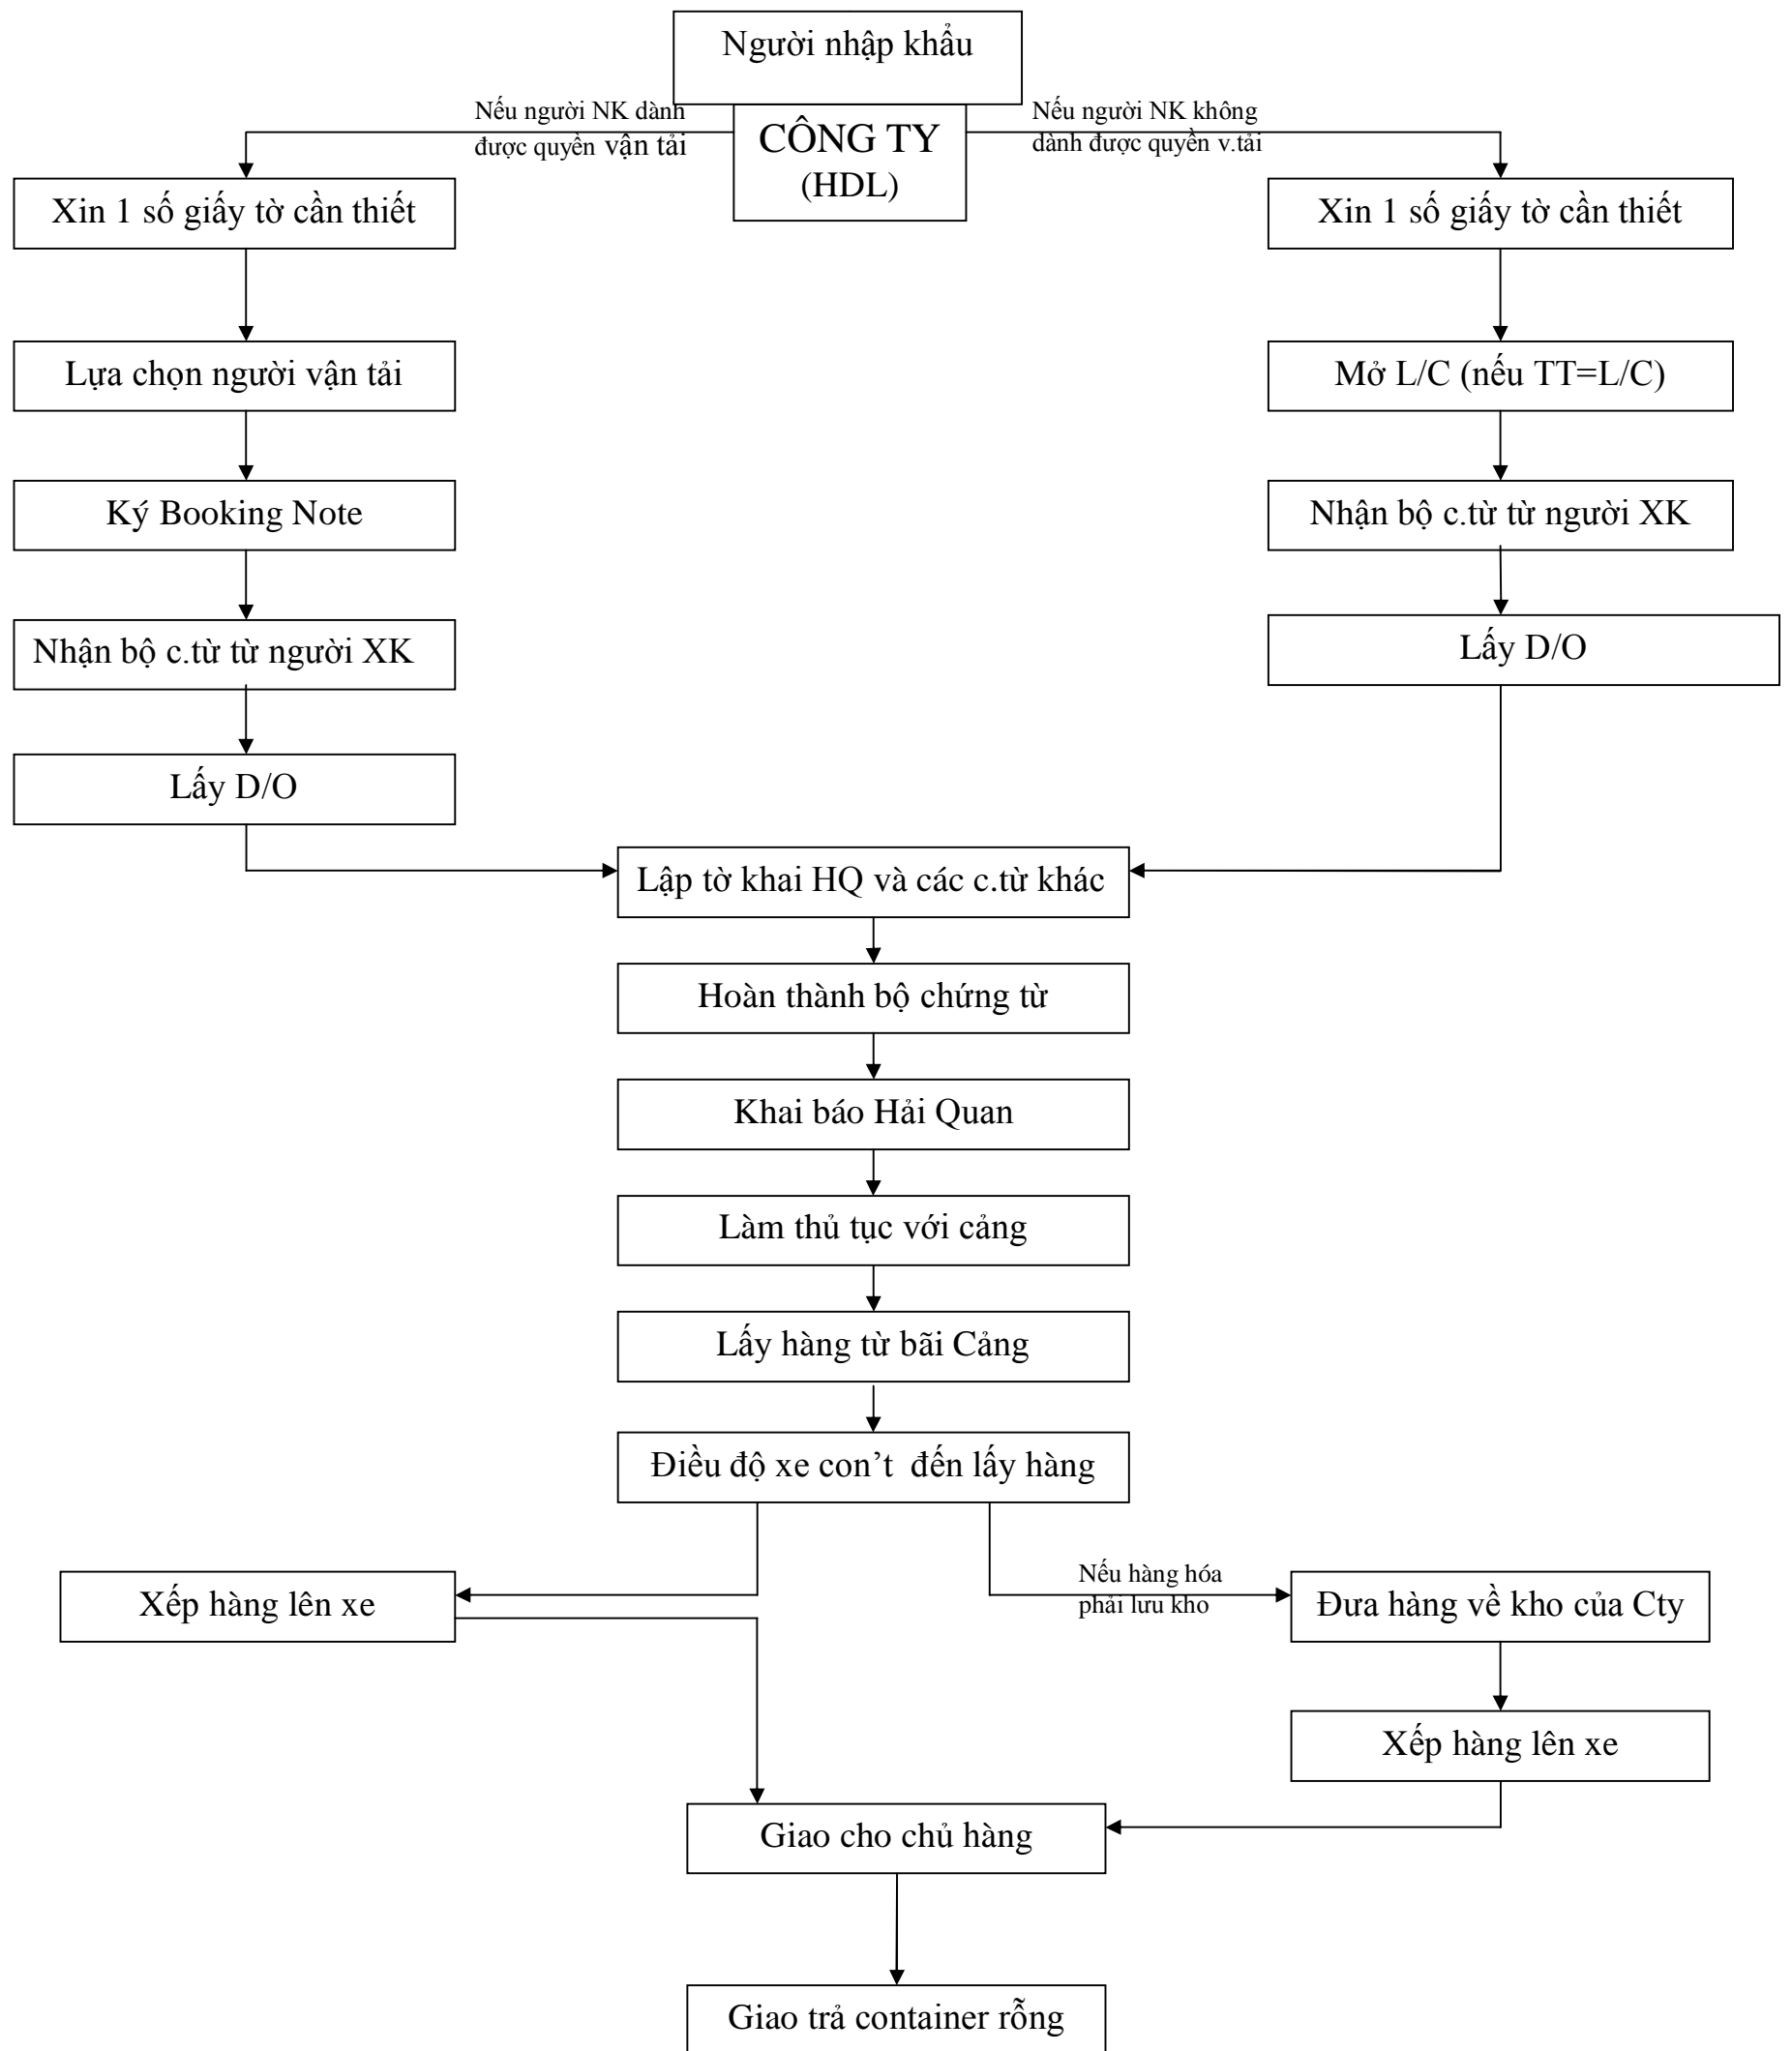 Người nhập khẩu
Nếu người NK dành
được quyền vận tải
CÔNG TY
(HDL)
Nếu người NK không
dành được quyền v.tải
Xin 1 số giấy tờ cần thiết
Xin 1 số giấy tờ cần thiết
Lựa chọn người vận tải
Mở L/C (nếu TT=L/C)
Ký Booking Note
Nhận bộ c.từ từ người XK
Nhận bộ c.từ từ người XK
Lấy D/O
Lấy D/O
Lập tờ khai HQ và các c.từ khác
Hoàn thành bộ chứng từ
Khai báo Hải Quan
Làm thủ tục với cảng
Lấy hàng từ bãi Cảng
Điều độ xe con’t đến lấy hàng
Xếp hàng lên xe
Nếu hàng hóa
phải lưu kho
Đưa hàng về kho của Cty
Xếp hàng lên xe
Giao cho chủ hàng
Giao trả container rỗng